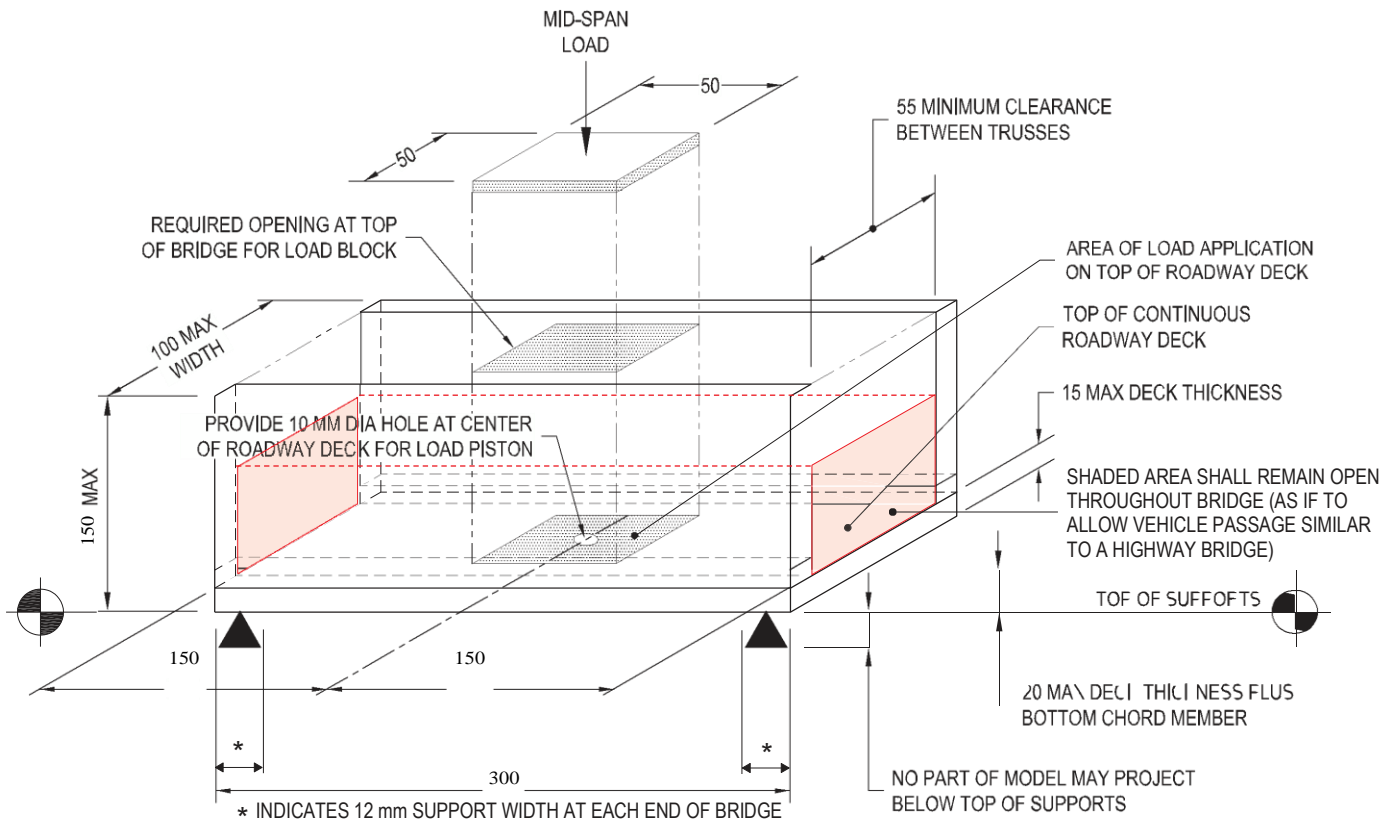 MID-SPAN
LOAD
50
50
55 MINIMUM CLEARANCE
BETWEEN TRUSSES
REQUIRED OPENING AT TOP
OF BRIDGE FOR LOAD BLOCK
AREA OF LOAD APPLICATION
ON TOP OF ROADWAY DECK
TOP OF CONTINUOUS
ROADWAY DECK
100 MAX
WIDTH
15 MAX DECK THICKNESS
PROVIDE 10 MM DIA HOLE AT CENTER
OF ROADWAY DECK FOR LOAD PISTON
150 MAX
SHADED AREA SHALL REMAIN OPEN
THROUGHOUT BRIDGE (AS IF TO
ALLOW VEHICLE PASSAGE SIMILAR
TO A HIGHWAY BRIDGE)
TOF OF SUFFOFTS
150
150
20 MA\ DECI THICI NESS FLUS
BOTTOM CHORD MEMBER
*
*
300
NO PART OF MODEL MAY PROJECT
BELOW TOP OF SUPPORTS
* INDICATES 12 mm SUPPORT WIDTH AT EACH END OF BRIDGE